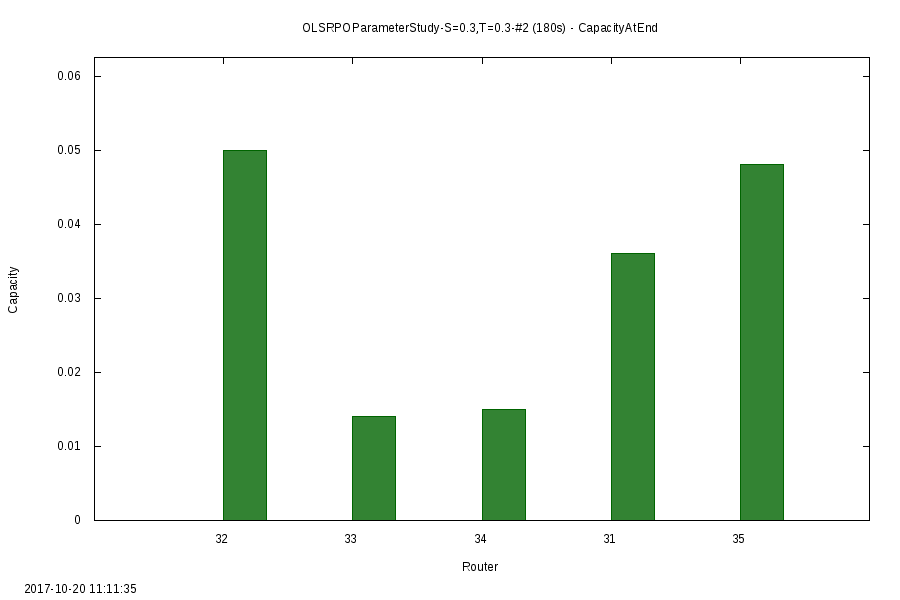 OLSRPOParameterStudy-S=0.3,T=0.3-#2 (180s) - CapacityAtEnd
0.06
0.05
0.04
0.03
0.02
0.01
0
Capacity
32 33 34 31 35
Router
2017-10-20 11:11:35